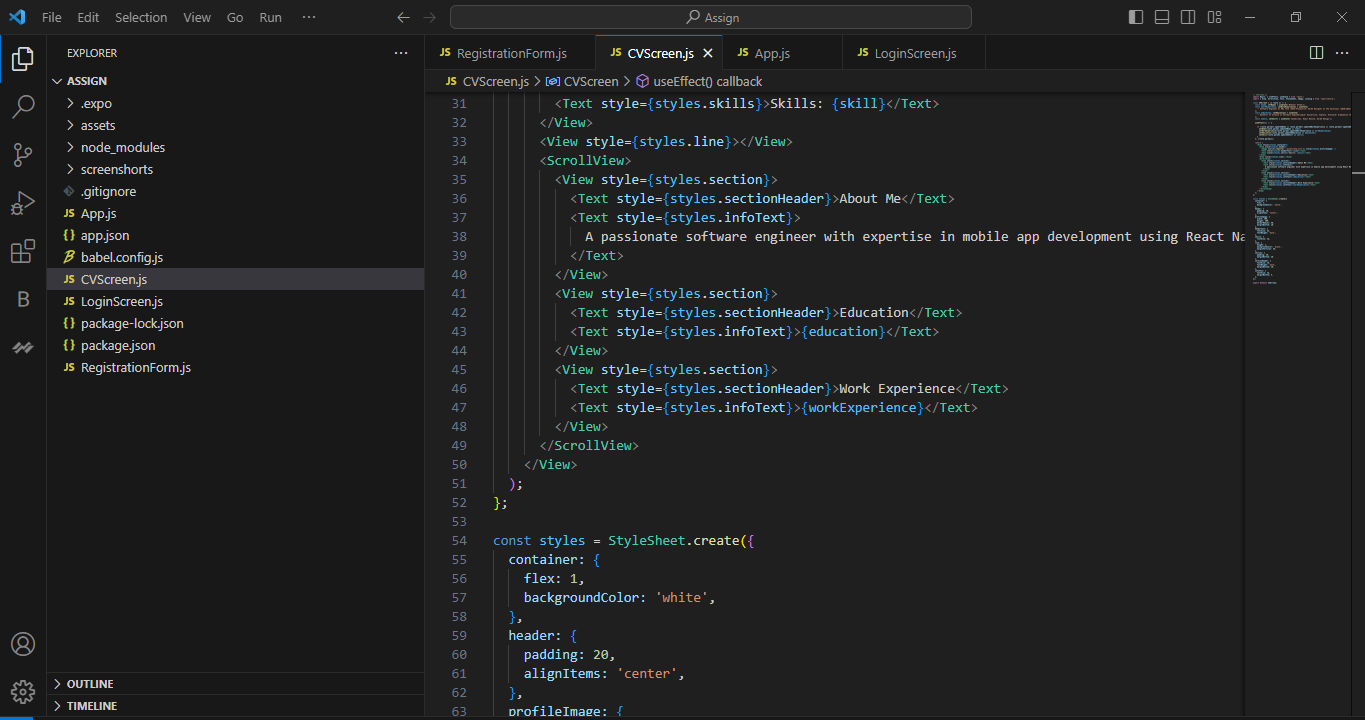 File Edit Selection View Go Run ··· Assign
EXPLORER ···
ASSIGN
.expo
assets
node_modules
screenshorts
.gitignore
JS App.js
{} app.json
babel.config.js
JS CVScreen.js
JS LoginScreen.js
{} package-lock.json
{} package.json
JS RegistrationForm.js
B
OUTLINE
TIMELINE
JS RegistrationForm.js JS CVScreen.js JS App.js JS LoginScreen.js
JS CVScreen.js > CVScreen > useEffect() callback
31 <Text style={styles.skills}>Skills: {skill}</Text>
32 </View>
33 <View style={styles.line}></View>
34 <ScrollView>
35 <View style={styles.section}>
36 <Text style={styles.sectionHeader}>About Me</Text>
37 <Text style={styles.infoText}>
38 A passionate software engineer with expertise in mobile app development using React Na
39 </Text>
40 </View>
41 <View style={styles.section}>
42 <Text style={styles.sectionHeader}>Education</Text>
43 <Text style={styles.infoText}>{education}</Text>
44 </View>
45 <View style={styles.section}>
46 <Text style={styles.sectionHeader}>Work Experience</Text>
47 <Text style={styles.infoText}>{workExperience}</Text>
48 </View>
49 </ScrollView>
50 </View>
51 );
52 };
53
54 const styles = StyleSheet.create({
55 container: {
56 flex: 1,
57 backgroundColor: 'white',
58 },
59 header: {
60 padding: 20,
61 alignItems: 'center',
62 },
63 profileImage: {